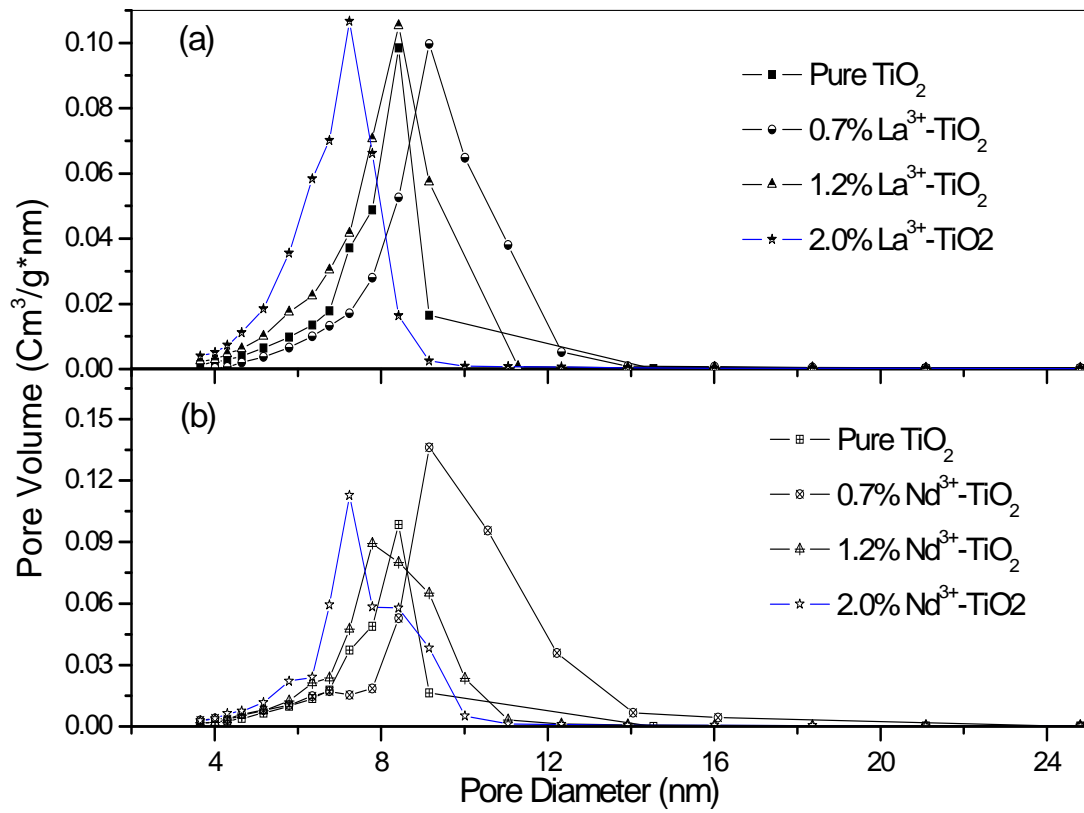 Pore Volume (Cm³/g*nm)
(a)
0.10
0.08
0.06
0.04
0.02
0.00
Pure TiO₂
0.7% La³⁺-TiO₂
1.2% La³⁺-TiO₂
2.0% La³⁺-TiO2
(b)
0.15
0.12
0.09
0.06
0.03
0.00
Pure TiO₂
0.7% Nd³⁺-TiO₂
1.2% Nd³⁺-TiO₂
2.0% Nd³⁺-TiO2
4 8 12 16 20 24
Pore Diameter (nm)